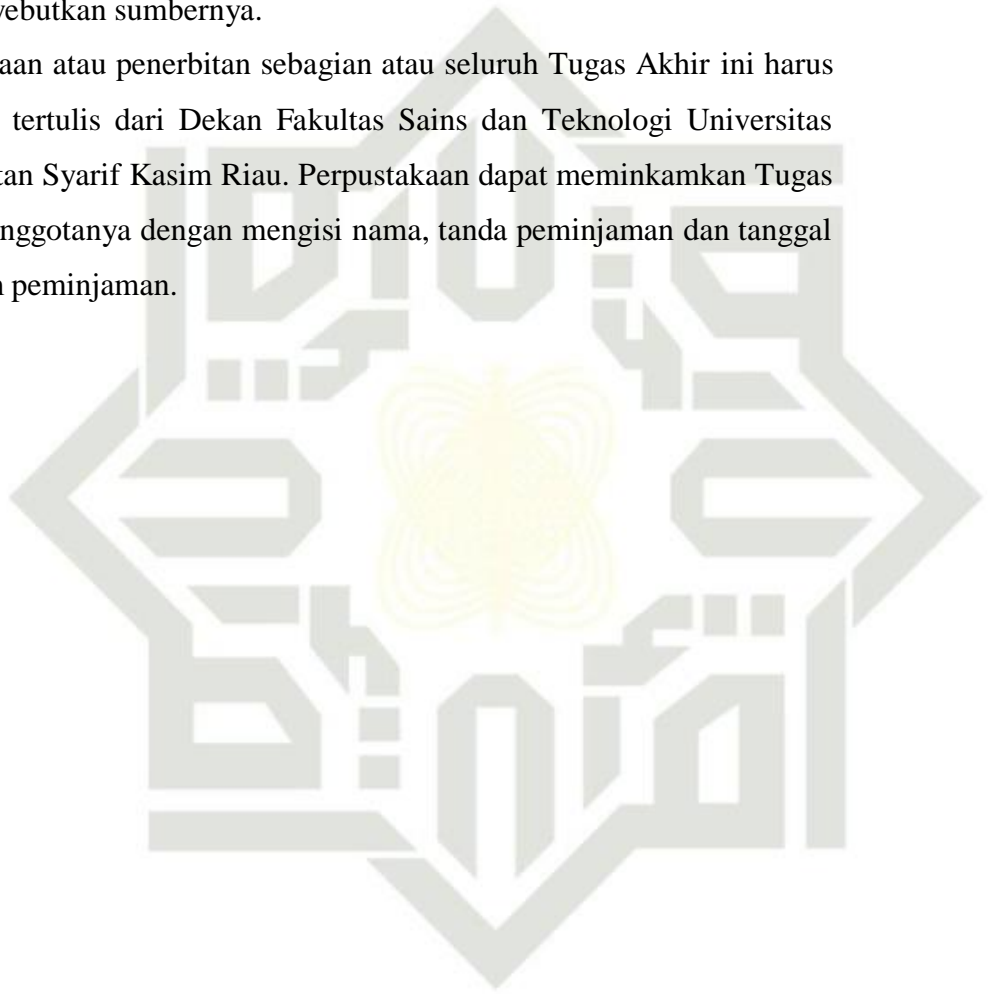 yebutkan sumbernya.
aan atau penerbitan sebagian atau seluruh Tugas Akhir ini harus
tertulis dari Dekan Fakultas Sains dan Teknologi Universitas
tan Syarif Kasim Riau. Perpustakaan dapat meminkamkan Tugas
nggotanya dengan mengisi nama, tanda peminjaman dan tanggal
n peminjaman.